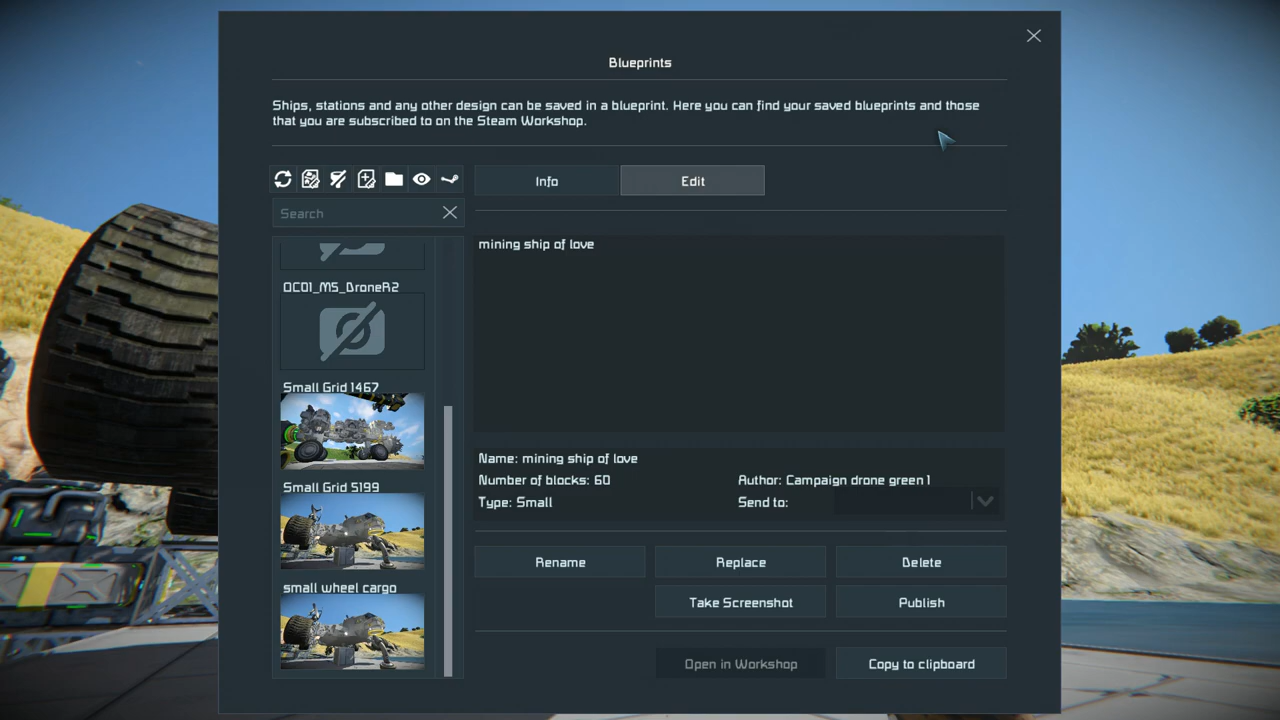 Blueprints
Ships, stations and any other design can be saved in a blueprint. Here you can find your saved blueprints and those
that you are subscribed to on the Steam Workshop.
Info
Edit
Search
mining ship of love
OC01_M5_DroneR2
Small Grid 1467
Small Grid 5199
small wheel cargo
Name: mining ship of love
Number of blocks: 60
Author: Campaign drone green 1
Type: Small
Send to:
Rename
Replace
Delete
Take Screenshot
Publish
Open in Workshop
Copy to clipboard